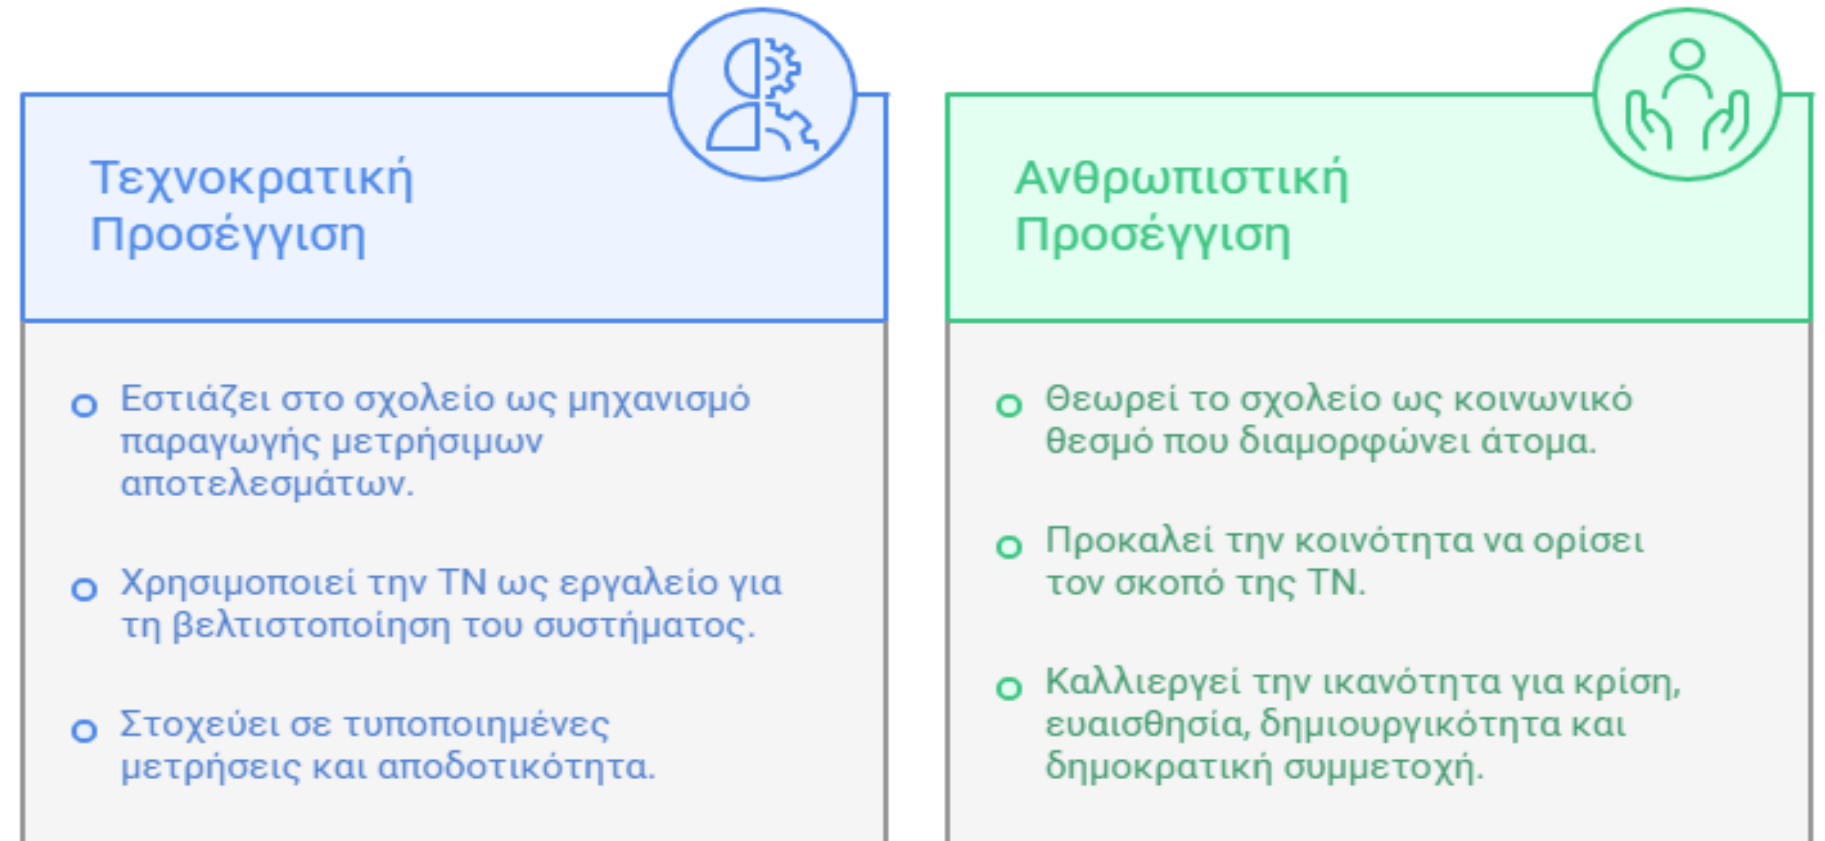 Τεχνοκρατική
Προσέγγιση
Εστιάζει στο σχολείο ως μηχανισμό
παραγωγής μετρήσιμων
αποτελεσμάτων.
Χρησιμοποιεί την ΤΝ ως εργαλείο για
τη βελτιστοποίηση του συστήματος.
Στοχεύει σε τυποποιημένες
μετρήσεις και αποδοτικότητα.
Ανθρωπιστική
Προσέγγιση
Θεωρεί το σχολείο ως κοινωνικό
θεσμό που διαμορφώνει άτομα.
Προκαλεί την κοινότητα να ορίσει
τον σκοπό της ΤΝ.
Καλλιεργεί την ικανότητα για κρίση,
ευαισθησία, δημιουργικότητα και
δημοκρατική συμμετοχή.